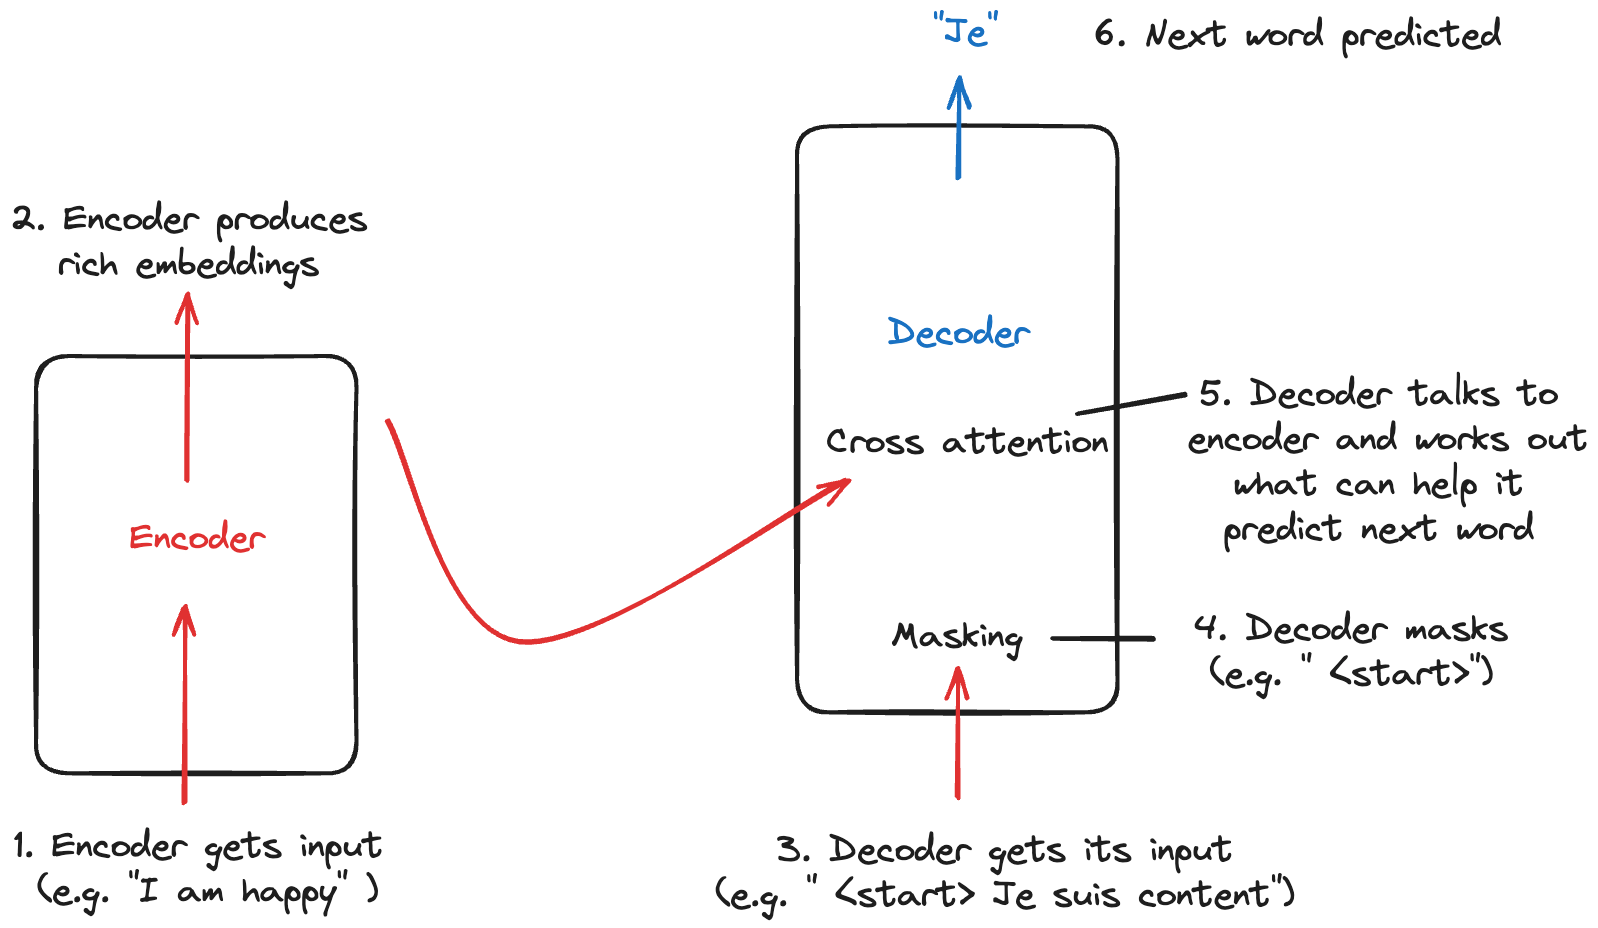 "Je"
6. Next word predicted
2. Encoder produces
rich embeddings
Decoder
Cross attention
5. Decoder talks to
encoder and works out
what can help it
predict next word
Encoder
Masking
4. Decoder masks
(e.g. " <start>")
1. Encoder gets input
(e.g. "I am happy" )
3. Decoder gets its input
(e.g. " <start> Je suis content")